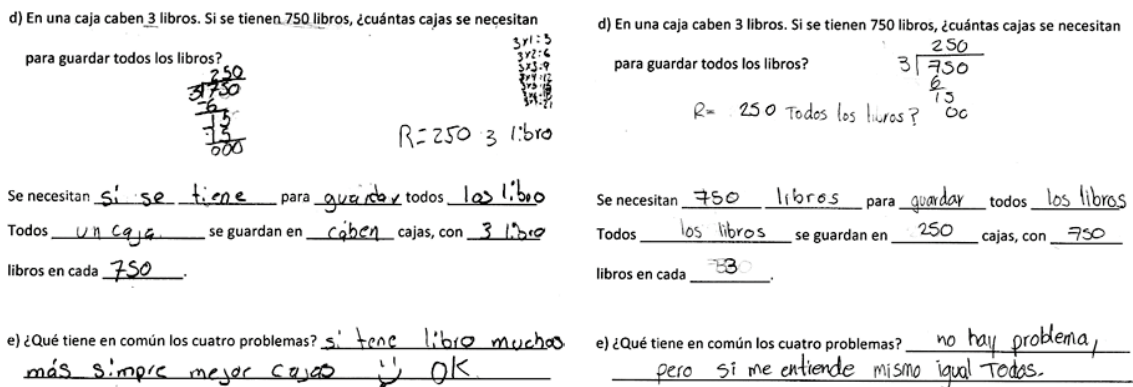 d) En una caja caben 3 libros. Si se tienen 750 libros, ¿cuántas cajas se necesitan
para guardar todos los libros?
3x1:3
3x2:6
3x3:9
250
3 750
-6
15
-15
000
R=250 3 libro
Se necesitan si se tiene para guardar todos los libro
Todos un caja se guardan en caben cajas, con 3 libro
libros en cada 750.
e) ¿Qué tiene en común los cuatro problemas? si tene libro muchos
más simpre mejor cajas OK
d) En una caja caben 3 libros. Si se tienen 750 libros, ¿cuántas cajas se necesitan
para guardar todos los libros?
250
3 750
6
15
00
R= 250 Todos los libros?
Se necesitan 750 libros para guardar todos los libros
Todos los libros se guardan en 250 cajas, con 750
libros en cada 3.
e) ¿Qué tiene en común los cuatro problemas? no hay problema,
pero si me entiende mismo igual Todos.